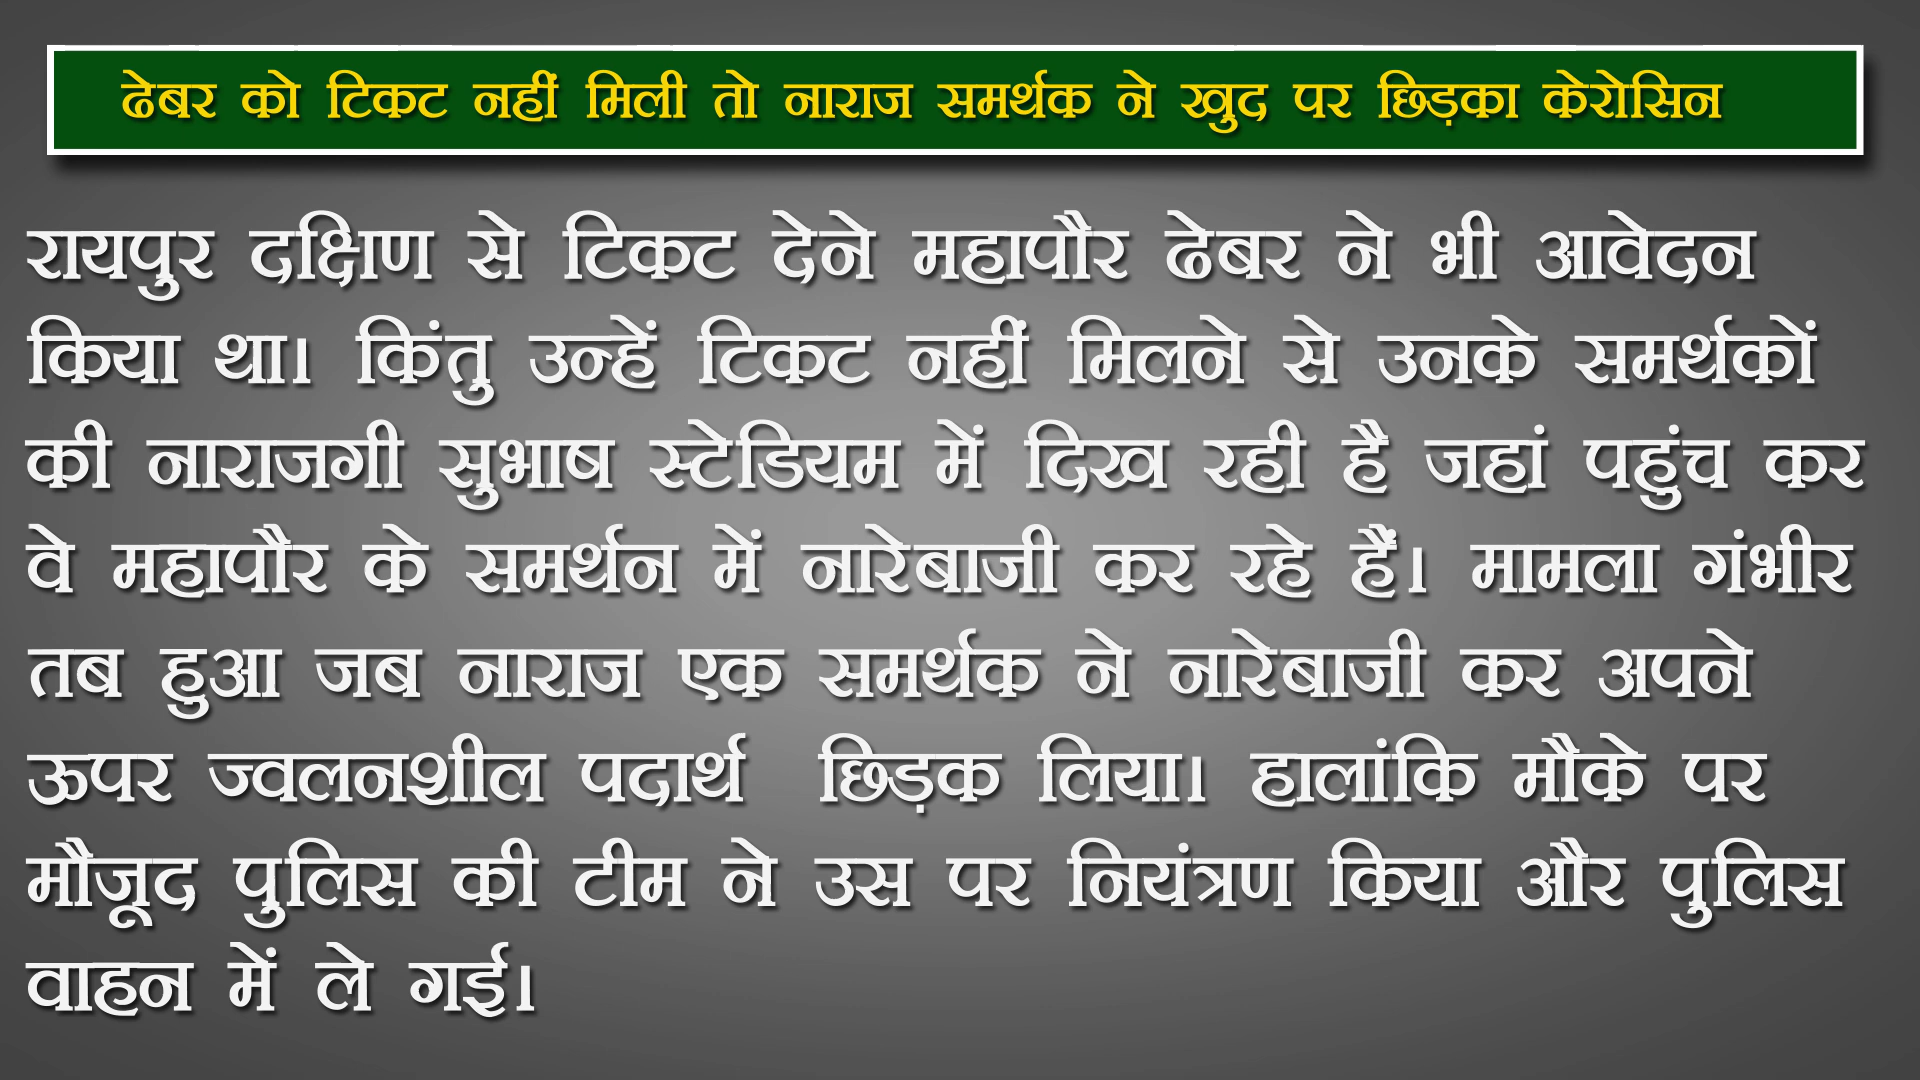 ढेबर को टिकट नहीं मिली तो नाराज समर्थक ने खुद पर छिड़का केरोसिन
रायपुर दक्षिण से टिकट देने महापौर ढेबर ने भी आवेदन
किया था। किंतु उन्हें टिकट नहीं मिलने से उनके समर्थकों
की नाराजगी सुभाष स्टेडियम में दिख रही है जहां पहुंच कर
वे महापौर के समर्थन में नारेबाजी कर रहे हैं। मामला गंभीर
तब हुआ जब नाराज एक समर्थक ने नारेबाजी कर अपने
ऊपर ज्वलनशील पदार्थ छिड़क लिया। हालांकि मौके पर
मौजूद पुलिस की टीम ने उस पर नियंत्रण किया और पुलिस
वाहन में ले गई।